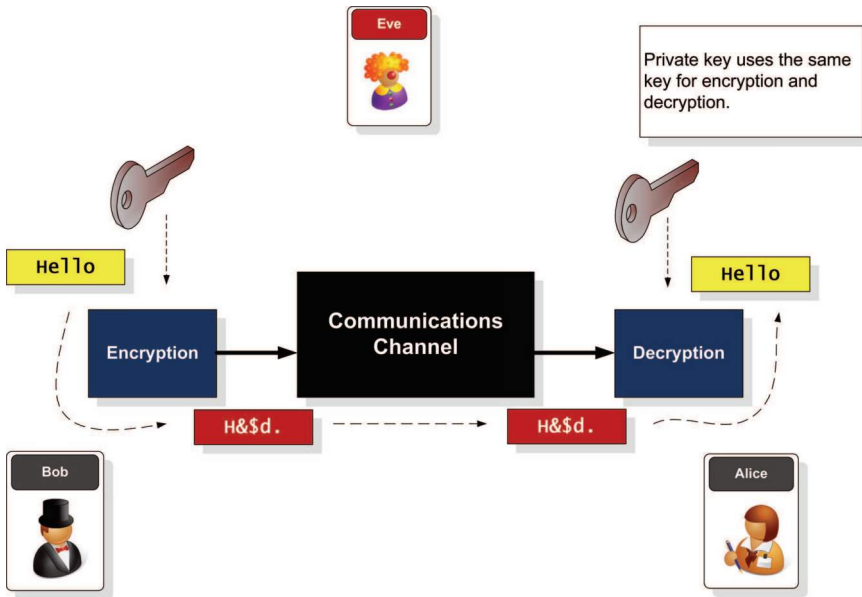 Eve
Private key uses the same
key for encryption and
decryption.
Hello
Hello
Encryption
Communications
Channel
Decryption
H&$d.
H&$d.
Bob
Alice